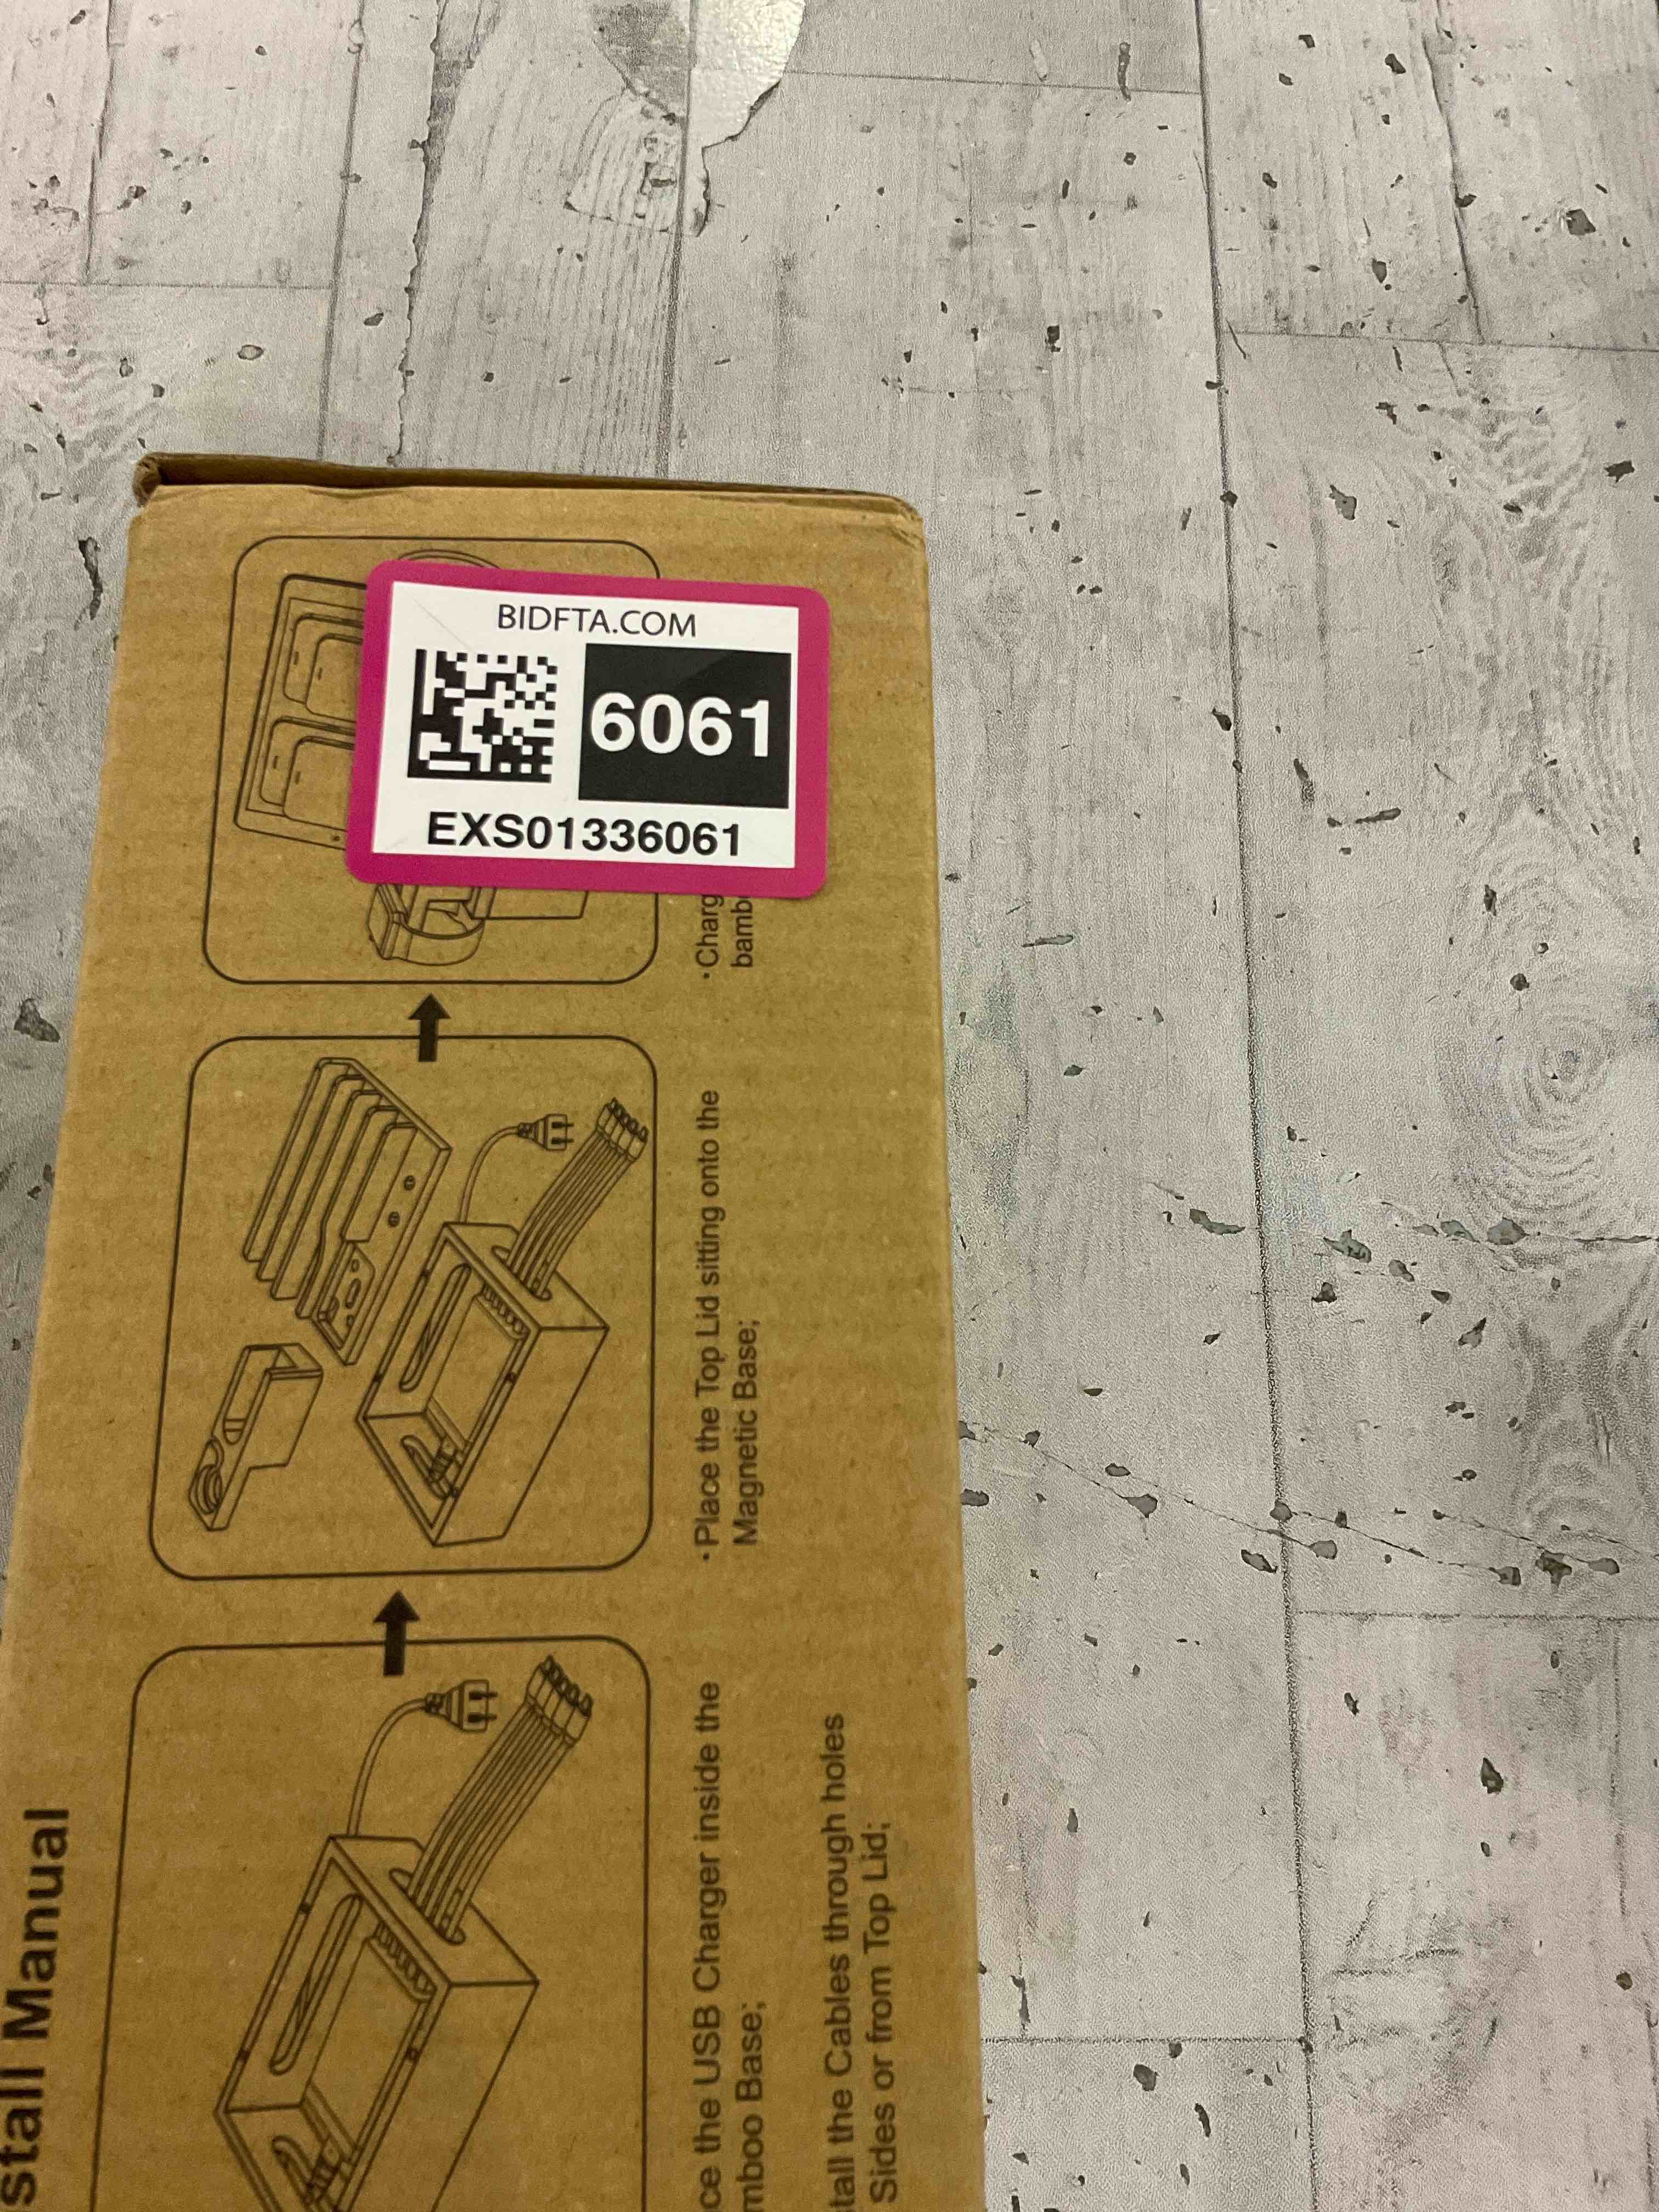 BIDFTA.COM
6061
EXS01336061
stall Manual
ce the USB Charger inside the
mboo Base;
tall the Cables through holes
Sides or from Top Lid;
·Place the Top Lid sitting onto the
Magnetic Base;
·Charg
bamb